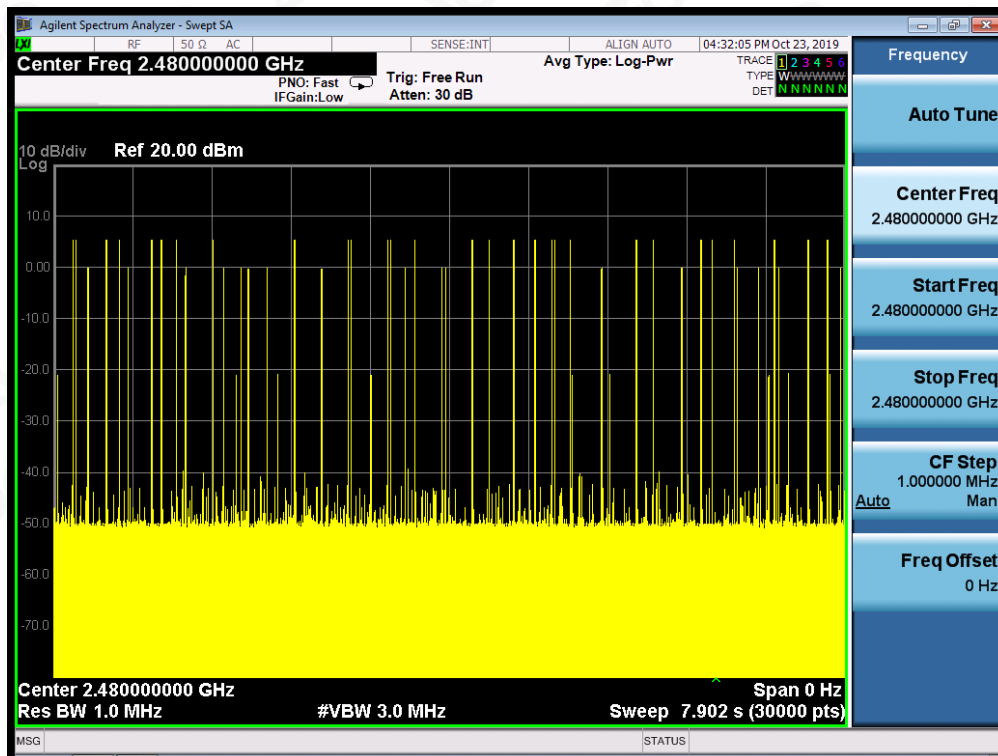 Agilent Spectrum Analyzer - Swept SA
LXI RF 50 Ω AC SENSE:INT ALIGN AUTO 04:32:05 PM Oct 23, 2019
Center Freq 2.480000000 GHz
PNO: Fast
IFGain:Low
Trig: Free Run
Atten: 30 dB
Avg Type: Log-Pwr
TRACE 1 2 3 4 5 6
TYPE WWWWWWW
DET N N N N N N
10 dB/div Ref 20.00 dBm
Log
10.0
0.00
-10.0
-20.0
-30.0
-40.0
-50.0
-60.0
-70.0
Center 2.480000000 GHz Span 0 Hz
Res BW 1.0 MHz #VBW 3.0 MHz Sweep 7.902 s (30000 pts)
MSG STATUS
Frequency
Auto Tune
Center Freq
2.480000000 GHz
Start Freq
2.480000000 GHz
Stop Freq
2.480000000 GHz
CF Step
1.000000 MHz
Auto Man
Freq Offset
0 Hz